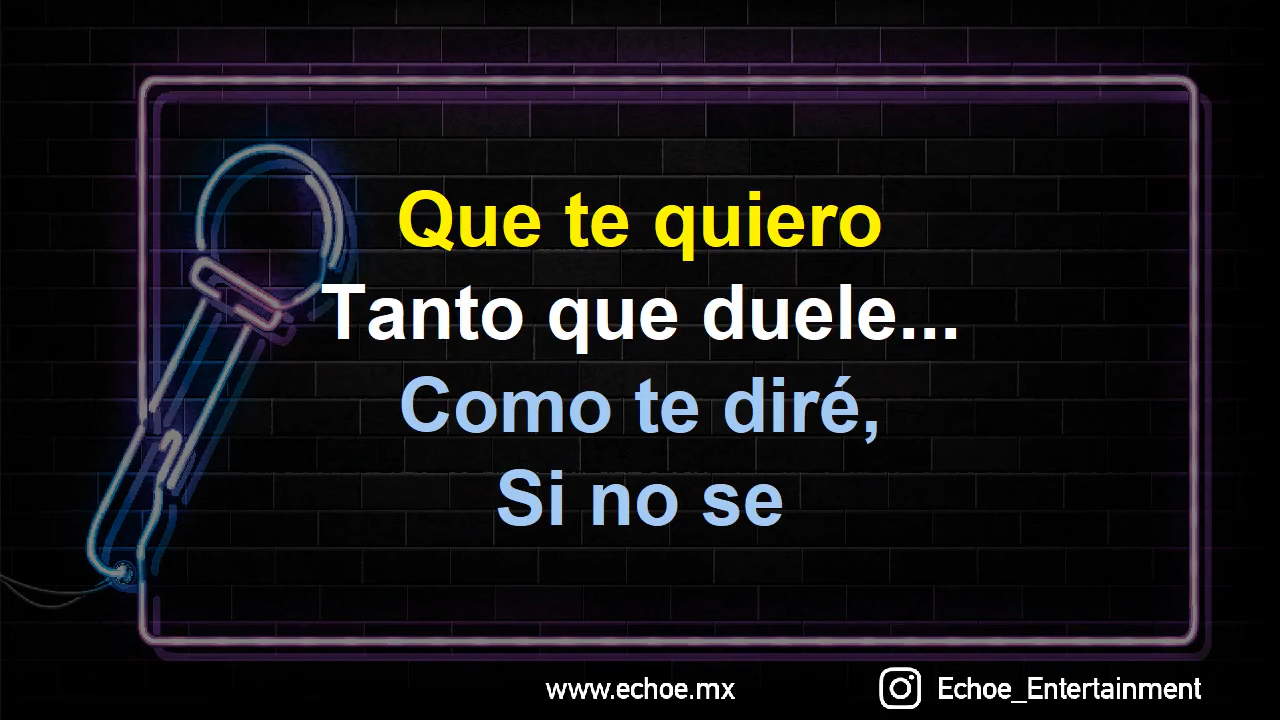 Que te quiero
Tanto que duele...
Como te diré,
Si no se
www.echoe.mx
Echoe_Entertainment